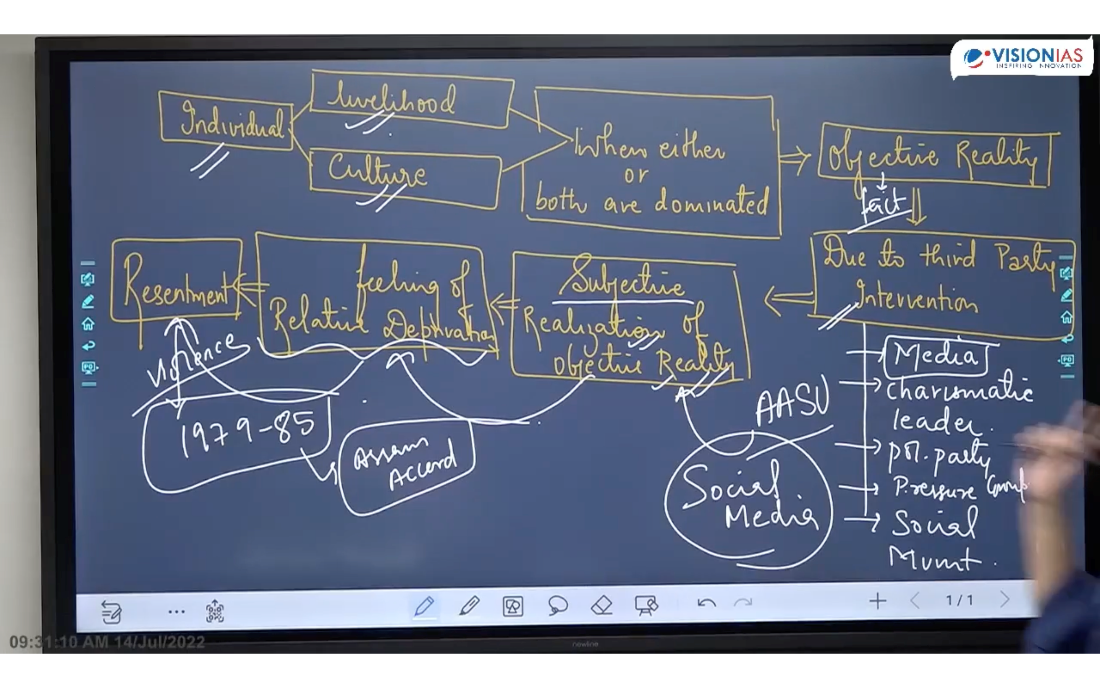 VISIONIAS
INSPIRING INNOVATION
Individual
livelihood
Culture
When either
or
both are dominated
Objective Reality
fact
Due to third Party
Intervention
Subjective
Realization of
objective Reality
feeling of
Relative Deprivation
Resentment
Violence
1979-85
Assam
Accord
AASU
Social
Media
Media
charismatic
leader.
pol. party
Pressure Group
Social
Mvmt.
1/1
09:31:10 AM 14/Jul/2022
newline